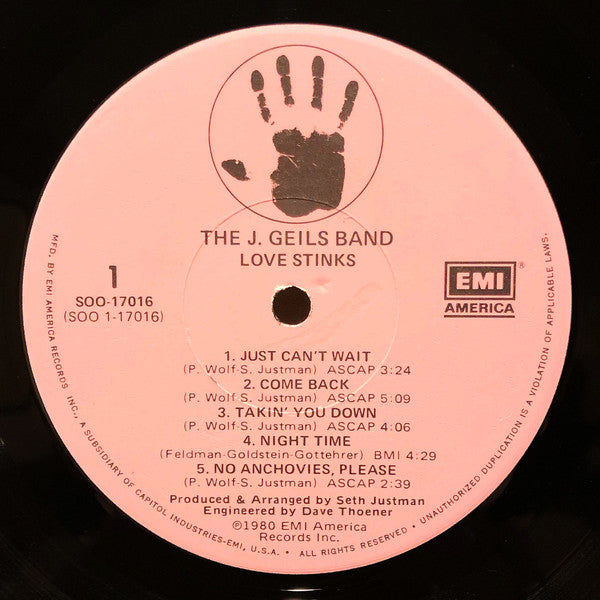 THE J. GEILS BAND
LOVE STINKS
1
SOO-17016
(SOO 1-17016)
EMI
AMERICA
1. JUST CAN'T WAIT
(P. Wolf-S. Justman) ASCAP 3:24
2. COME BACK
(P. Wolf-S. Justman) ASCAP 5:09
3. TAKIN' YOU DOWN
(P. Wolf-S. Justman) ASCAP 4:06
4. NIGHT TIME
(Feldman-Goldstein-Gottehrer) BMI 4:29
5. NO ANCHOVIES, PLEASE
(P. Wolf-S. Justman) ASCAP 2:39
Produced & Arranged by Seth Justman
Engineered by Dave Thoener
℗1980 EMI America
Records Inc.
MFD. BY EMI AMERICA RECORDS INC., A SUBSIDIARY OF CAPITOL INDUSTRIES-EMI, U.S.A. • ALL RIGHTS RESERVED. • UNAUTHORIZED DUPLICATION IS A VIOLATION OF APPLICABLE LAWS.